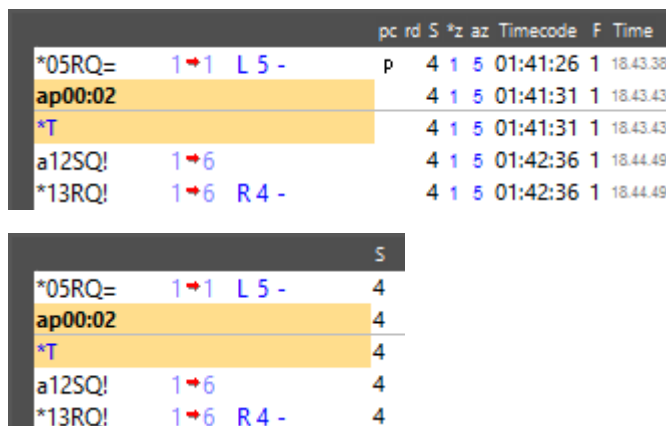 pc rd S *z az Timecode F Time
*05RQ= 1➡1 L 5 - p 4 1 5 01:41:26 1 18.43.38
ap00:02 4 1 5 01:41:31 1 18.43.43
*T 4 1 5 01:41:31 1 18.43.43
a12SQ! 1➡6 4 1 5 01:42:36 1 18.44.49
*13RQ! 1➡6 R 4 - 4 1 5 01:42:36 1 18.44.49
S
*05RQ= 1➡1 L 5 - 4
ap00:02 4
*T 4
a12SQ! 1➡6 4
*13RQ! 1➡6 R 4 - 4